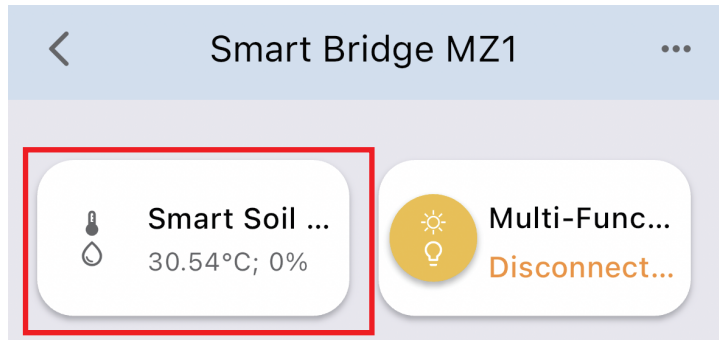 Smart Bridge MZ1
Smart Soil ...
30.54°C; 0%
Multi-Func...
Disconnect...